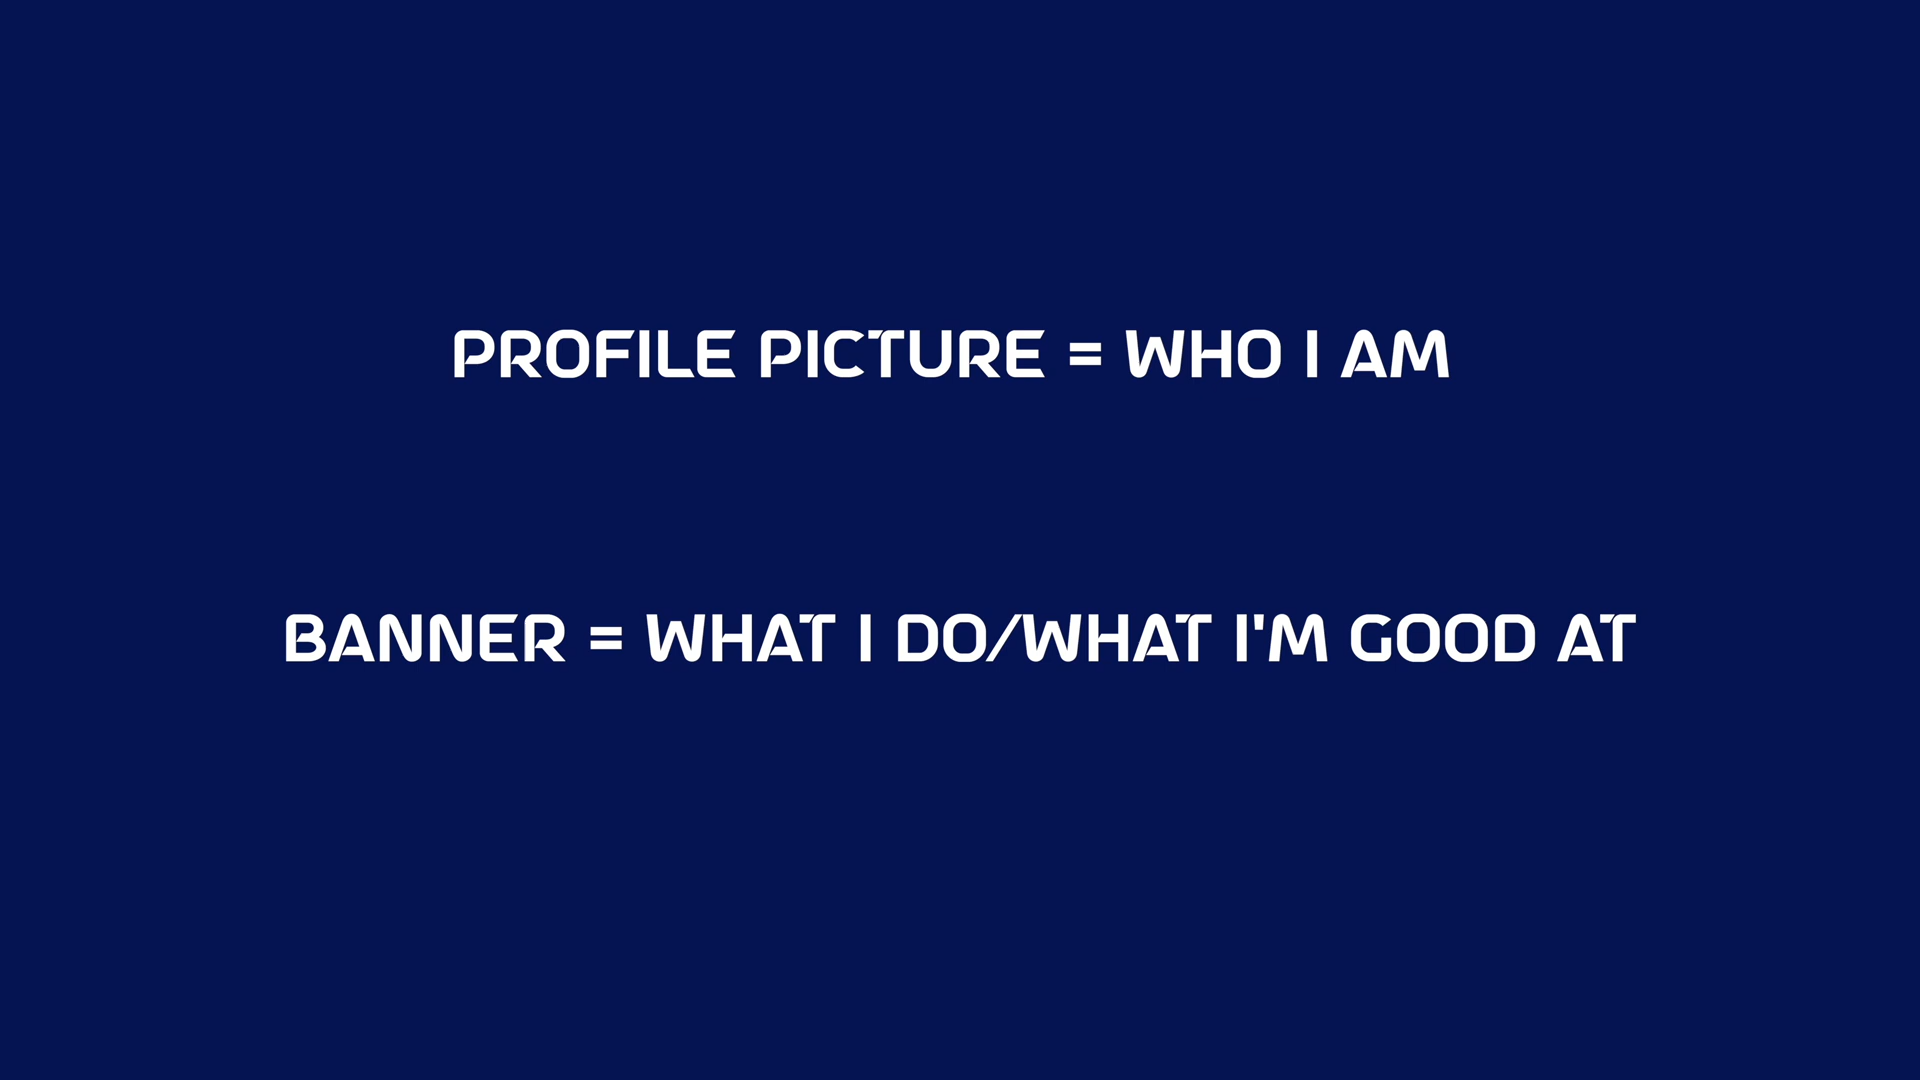 PROFILE PICTURE = WHO I AM
BANNER = WHAT I DO/WHAT I'M GOOD AT